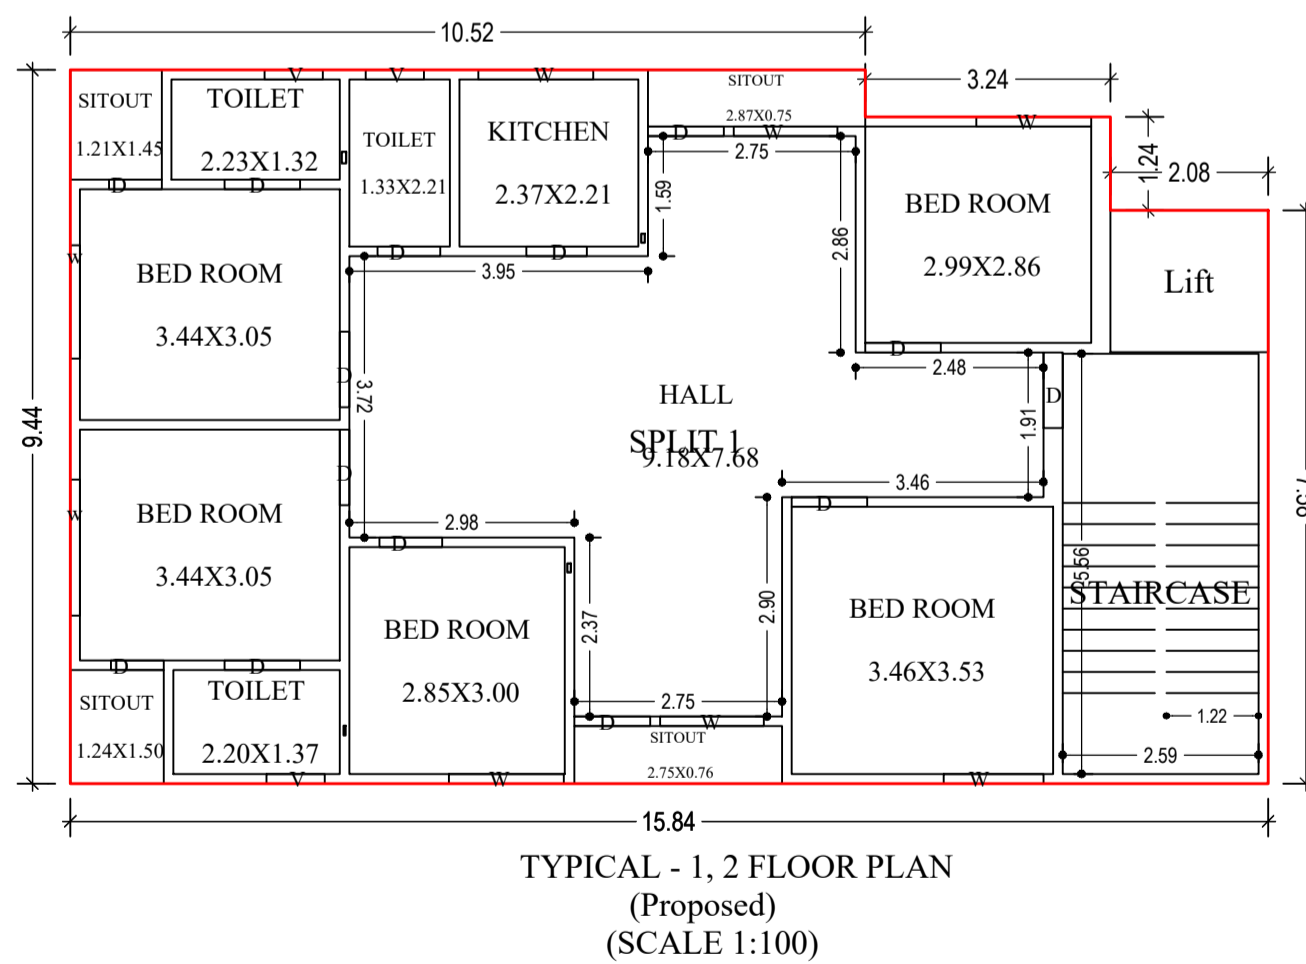 10.52
3.24
1.24
2.08
9.44
V
V
W
W
SITOUT
1.21X1.45
TOILET
2.23X1.32
TOILET
1.33X2.21
KITCHEN
2.37X2.21
SITOUT
2.87X0.75
D
W
2.75
1.59
2.86
BED ROOM
2.99X2.86
Lift
D
D
D
D
3.95
W
BED ROOM
3.44X3.05
D
3.72
D
2.48
1.91
D
HALL
SPLIT 1
9.18X7.68
3.46
D
W
BED ROOM
3.44X3.05
D
2.98
D
BED ROOM
2.85X3.00
2.37
2.90
BED ROOM
3.46X3.53
5.56
STAIRCASE
1.22
2.59
D
D
SITOUT
1.24X1.50
TOILET
2.20X1.37
2.75
D
W
SITOUT
2.75X0.76
V
W
W
15.84
TYPICAL - 1, 2 FLOOR PLAN
(Proposed)
(SCALE 1:100)